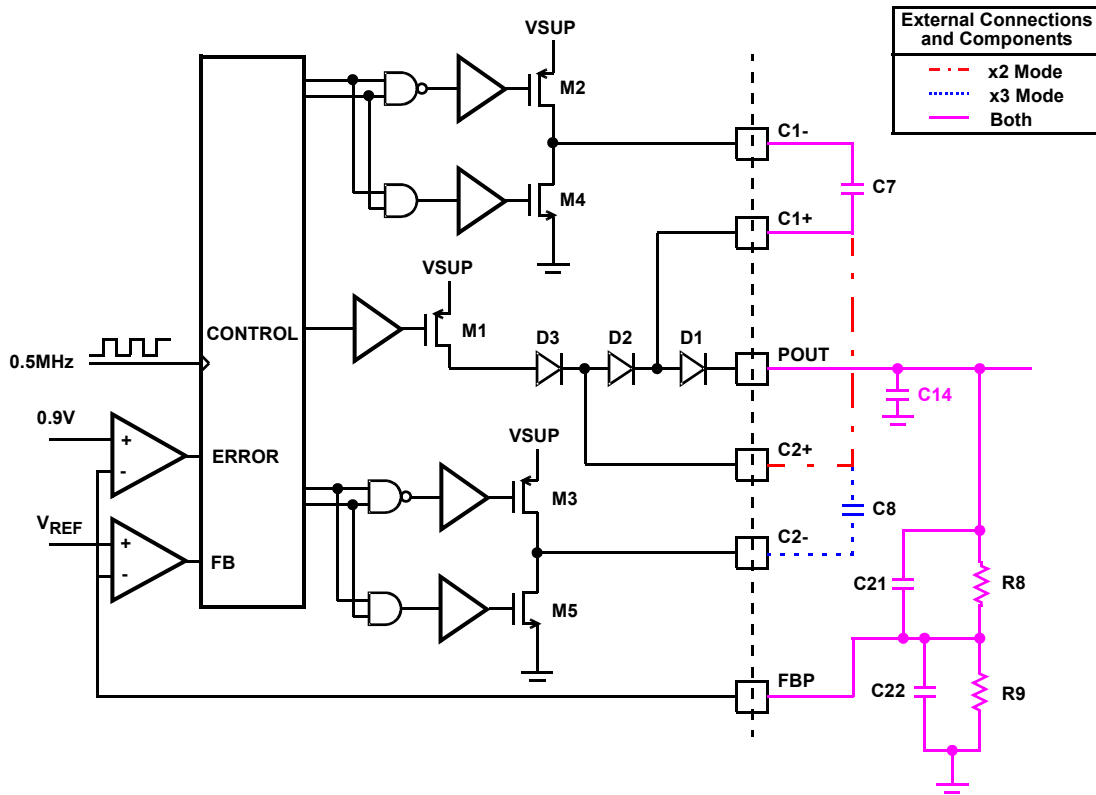 External Connections
and Components
x2 Mode
x3 Mode
Both
VSUP
M2
C1-
C7
M4
C1+
VSUP
CONTROL
M1
D3
D2
D1
POUT
0.5MHz
C14
0.9V
VSUP
+
-
ERROR
C2+
M3
C8
VREF
C2-
+
-
FB
C21
R8
M5
FBP
C22
R9